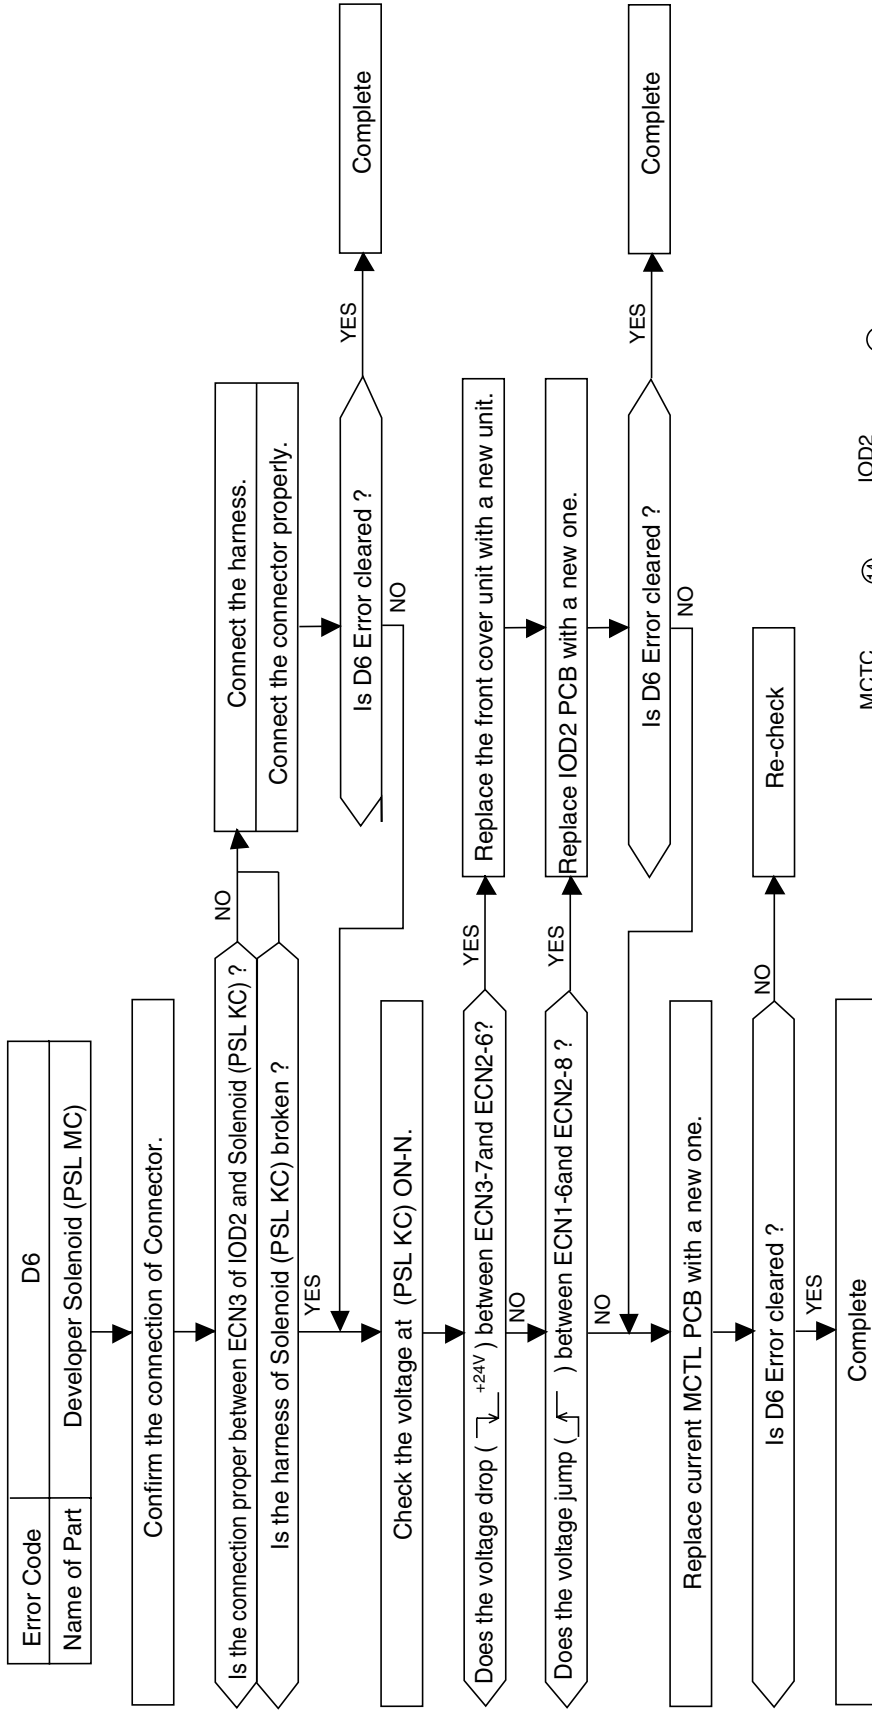 Error Code D6
Name of Part Developer Solenoid (PSL MC)
Confirm the connection of Connector.
Is the connection proper between ECN3 of IOD2 and Solenoid (PSL KC) ?
Is the harness of Solenoid (PSL KC) broken ?
NO
YES
Connect the harness.
Connect the connector properly.
Is D6 Error cleared ?
YES
Complete
NO
Check the voltage at (PSL KC) ON-N.
Does the voltage drop ( +24V ) between ECN3-7and ECN2-6?
YES
Replace the front cover unit with a new unit.
NO
Does the voltage jump ( ) between ECN1-6and ECN2-8 ?
YES
Replace IOD2 PCB with a new one.
NO
Is D6 Error cleared ?
YES
Complete
NO
Replace current MCTL PCB with a new one.
Is D6 Error cleared ?
NO
Re-check
YES
Complete
MCTC IOD2